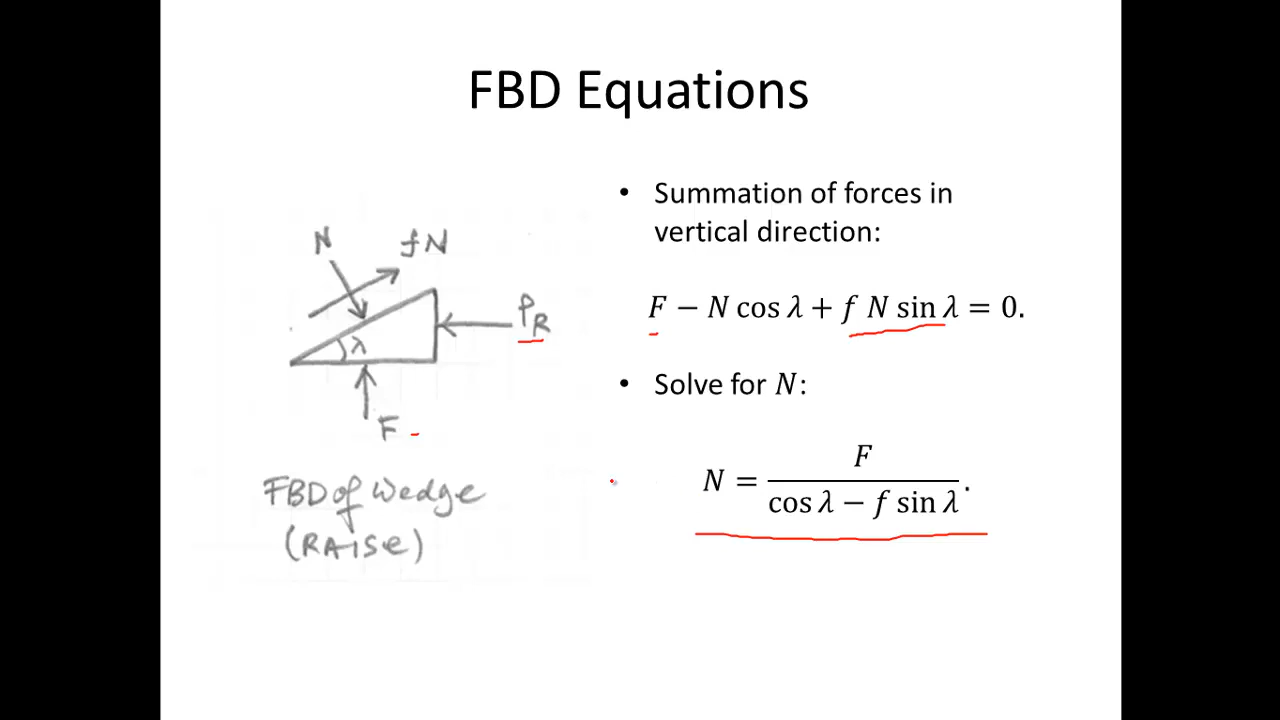 FBD Equations
• Summation of forces in
vertical direction:
F − N cos λ + f N sin λ = 0.
• Solve for N:
N = F / (cos λ − f sin λ).
N
fN
P_R
λ
F
FBD of Wedge
(RAISE)